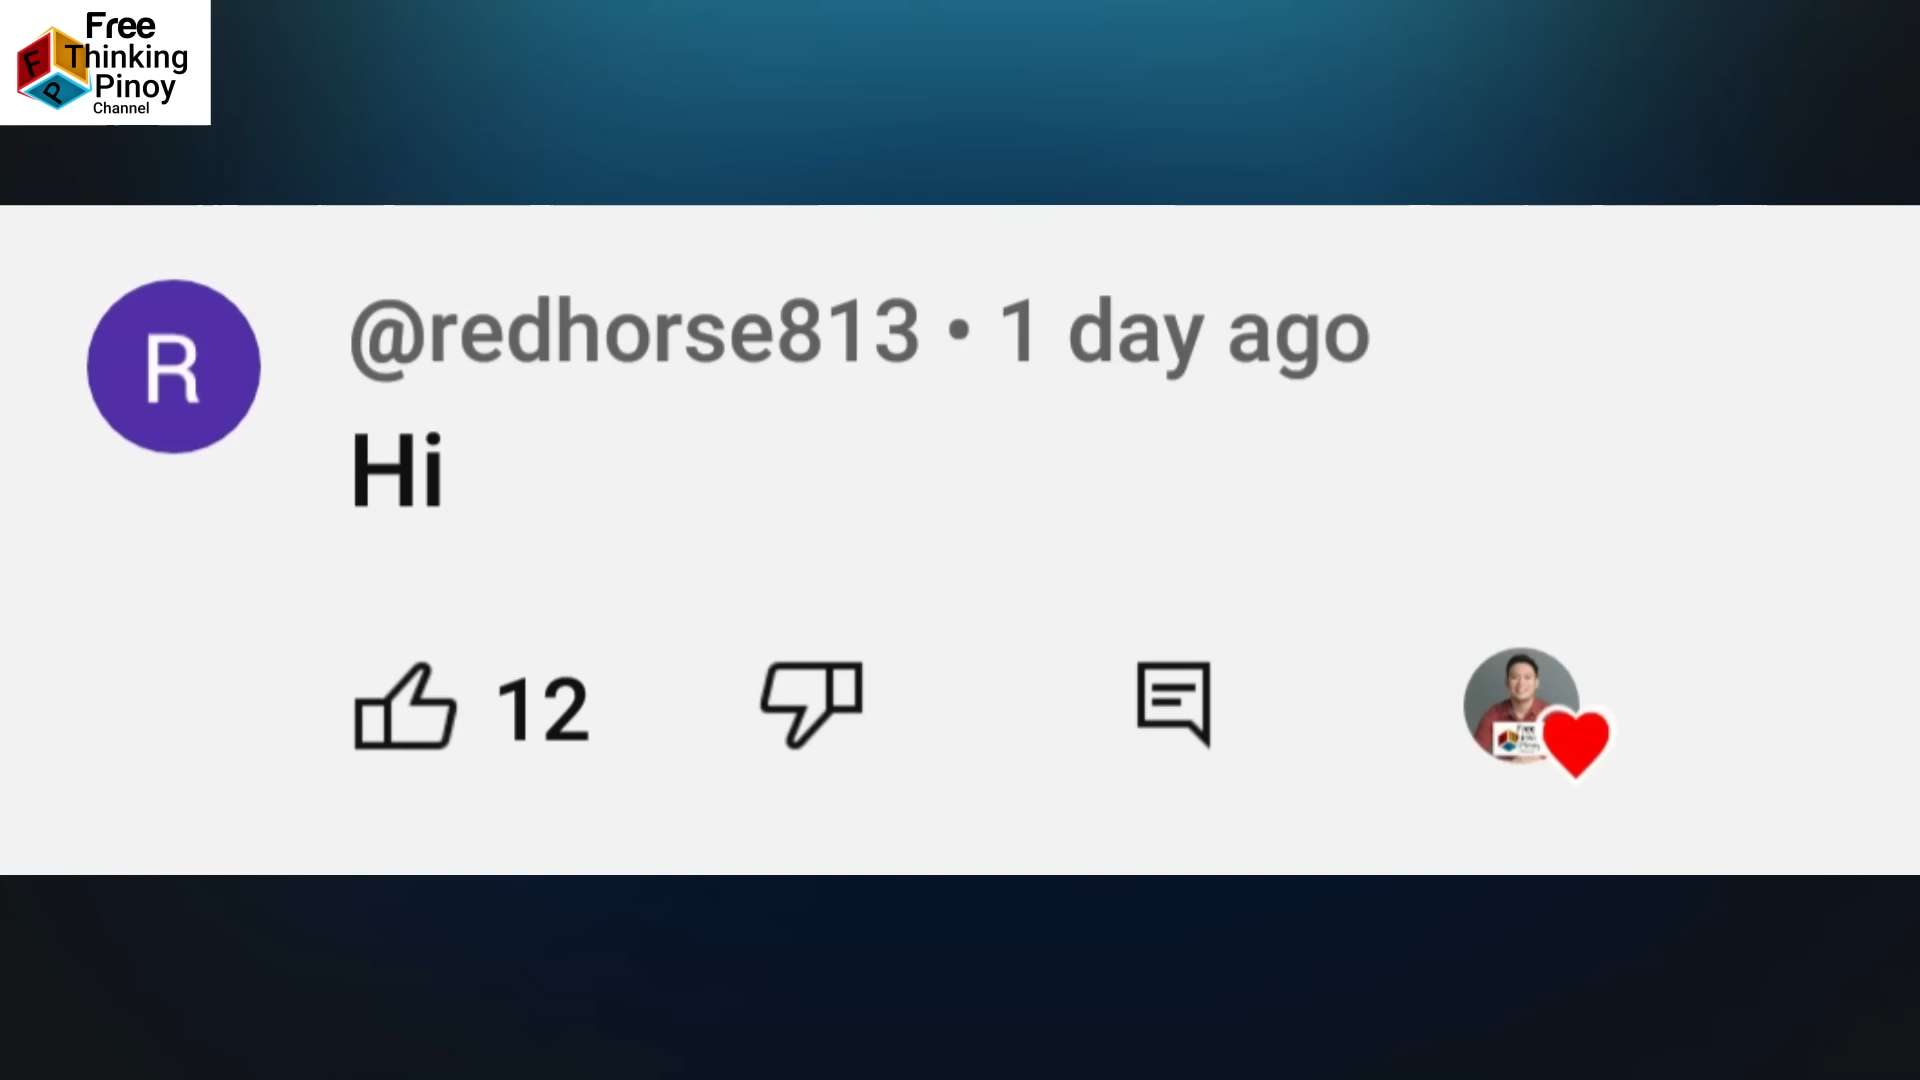 Free
Thinking
Pinoy
Channel
F
P
R
@redhorse813 • 1 day ago
Hi
12